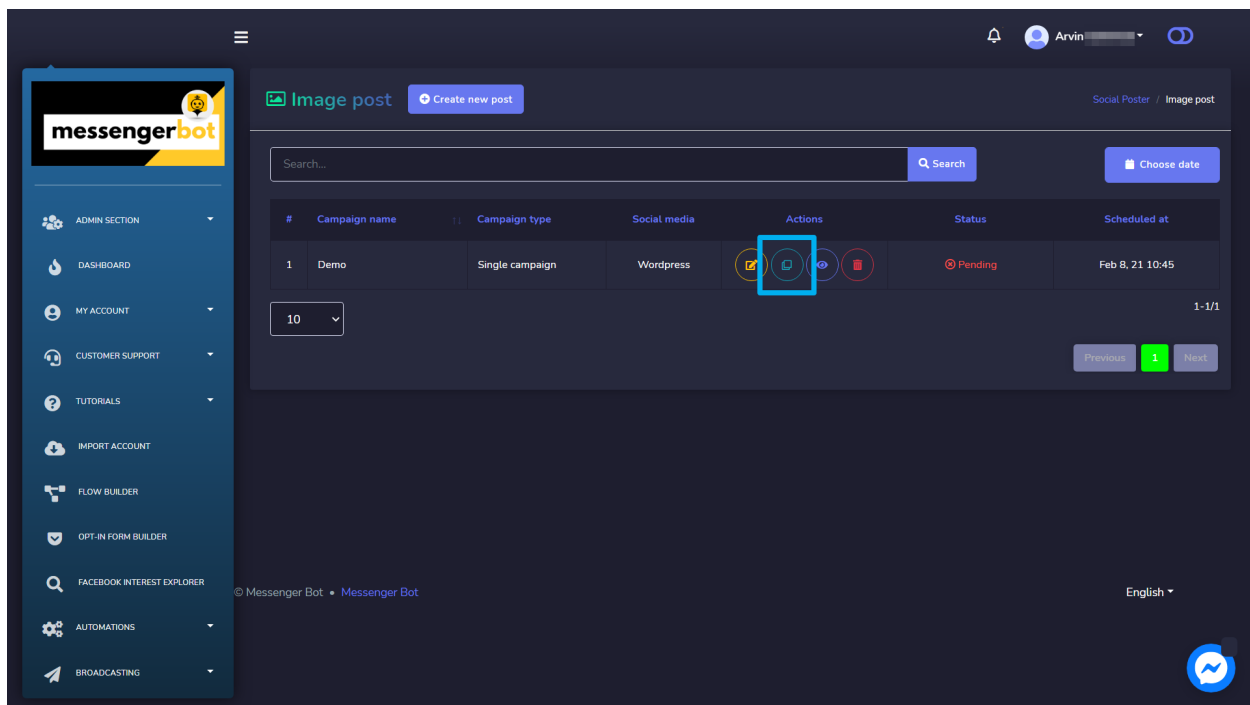 Arvin
messengerbot
Image post
Create new post
Social Poster / Image post
Search...
Search
Choose date
# Campaign name Campaign type Social media Actions Status Scheduled at
1 Demo Single campaign Wordpress Pending Feb 8, 21 10:45
10
1-1/1
Previous 1 Next
ADMIN SECTION
DASHBOARD
MY ACCOUNT
CUSTOMER SUPPORT
TUTORIALS
IMPORT ACCOUNT
FLOW BUILDER
OPT-IN FORM BUILDER
FACEBOOK INTEREST EXPLORER
AUTOMATIONS
BROADCASTING
© Messenger Bot • Messenger Bot
English